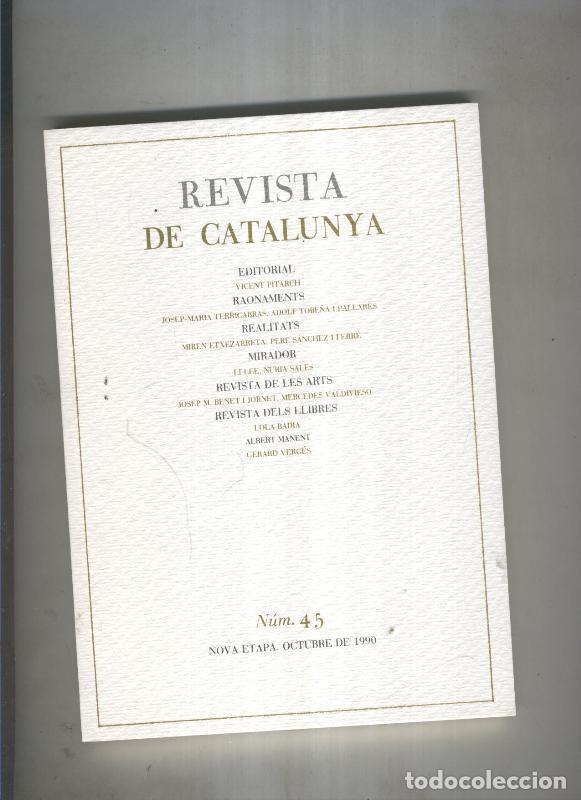 REVISTA
DE CATALUNYA
EDITORIAL
VICENT PITARCH
RAONAMENTS
JOSEP-MARIA TERRICABRAS, ADOLF TOBEÑA I PALLARÈS
REALITATS
MIREN ETXEZARRETA, PERE SÀNCHEZ I FERRÉ
MIRADOR
LI LEE, NÚRIA SALES
REVISTA DE LES ARTS
JOSEP M. BENET I JORNET, MERCEDES VALDIVIESO
REVISTA DELS LLIBRES
LOLA BADIA
ALBERT MANENT
GERARD VERGÉS
Núm. 45
NOVA ETAPA. OCTUBRE DE 1990
todocoleccion